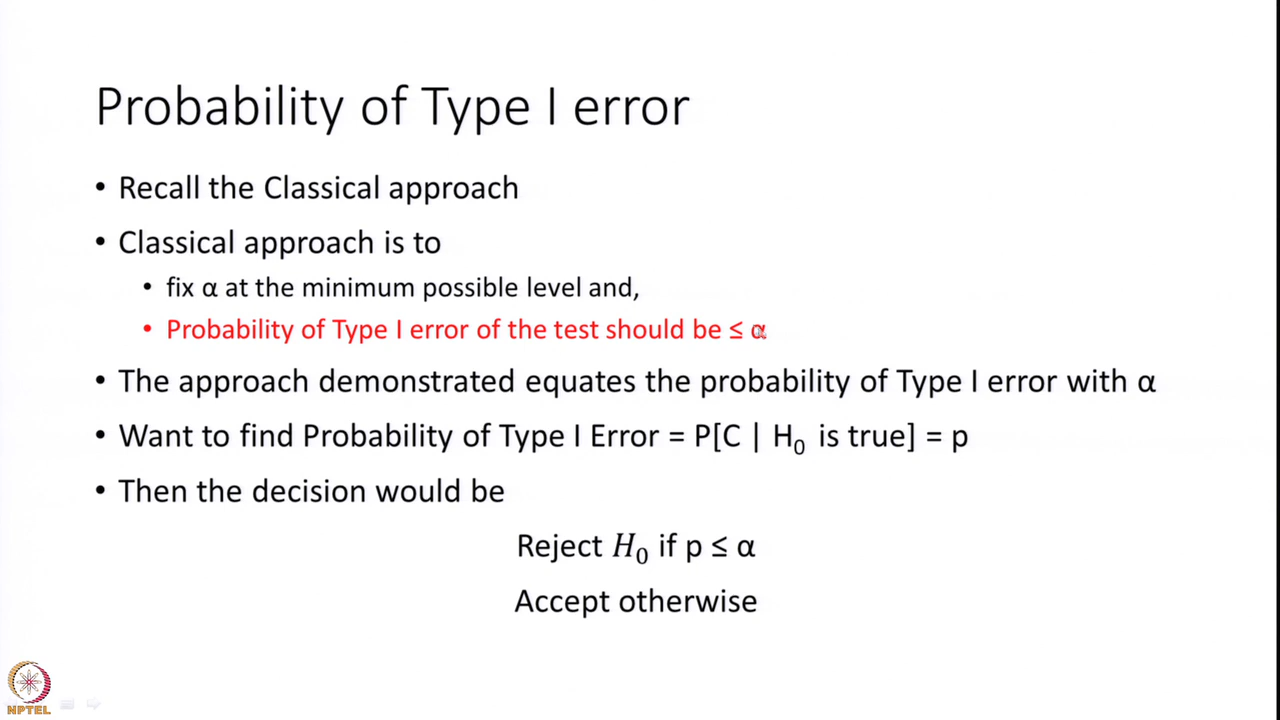 Probability of Type I error
• Recall the Classical approach
• Classical approach is to
• fix α at the minimum possible level and,
• Probability of Type I error of the test should be ≤ α
• The approach demonstrated equates the probability of Type I error with α
• Want to find Probability of Type I Error = P[C | H₀ is true] = p
• Then the decision would be
Reject H₀ if p ≤ α
Accept otherwise
NPTEL